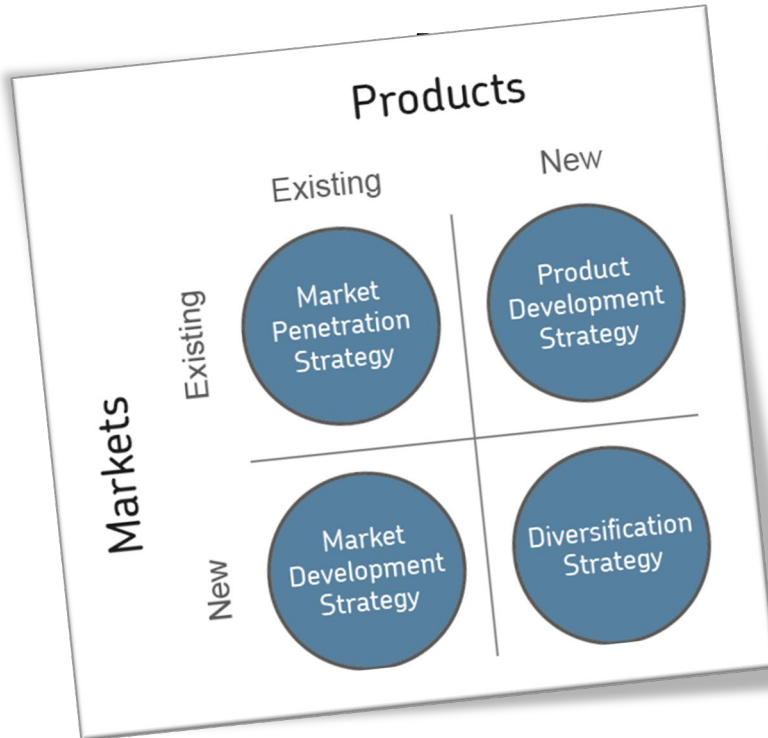 Products
Existing
New
Markets
Existing
Market
Penetration
Strategy
Product
Development
Strategy
New
Market
Development
Strategy
Diversification
Strategy